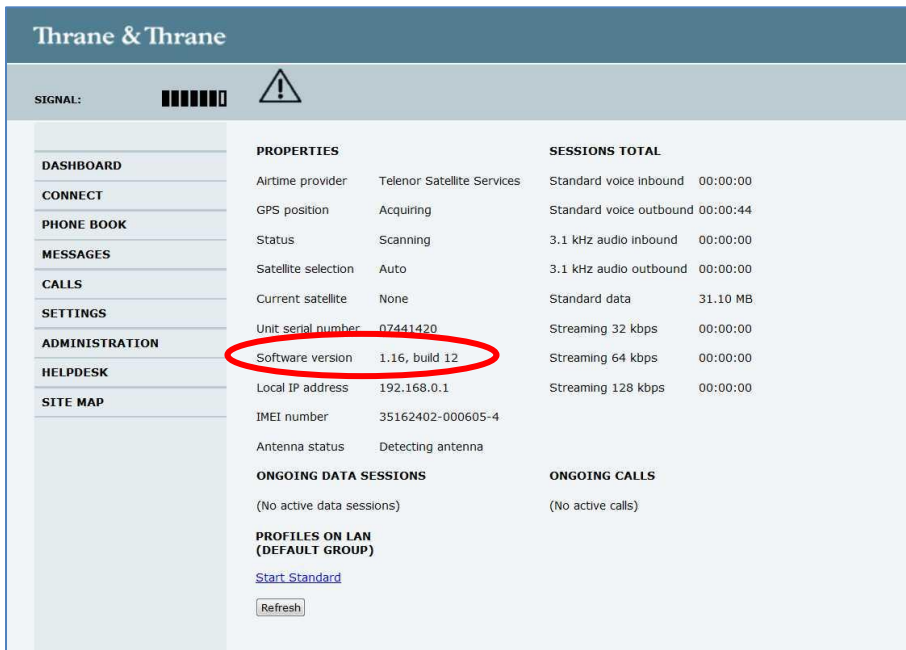 Thrane & Thrane
SIGNAL:
DASHBOARD
CONNECT
PHONE BOOK
MESSAGES
CALLS
SETTINGS
ADMINISTRATION
HELPDESK
SITE MAP
PROPERTIES
Airtime provider Telenor Satellite Services
GPS position Acquiring
Status Scanning
Satellite selection Auto
Current satellite None
Unit serial number 07441420
Software version 1.16, build 12
Local IP address 192.168.0.1
IMEI number 35162402-000605-4
Antenna status Detecting antenna
SESSIONS TOTAL
Standard voice inbound 00:00:00
Standard voice outbound 00:00:44
3.1 kHz audio inbound 00:00:00
3.1 kHz audio outbound 00:00:00
Standard data 31.10 MB
Streaming 32 kbps 00:00:00
Streaming 64 kbps 00:00:00
Streaming 128 kbps 00:00:00
ONGOING DATA SESSIONS
(No active data sessions)
ONGOING CALLS
(No active calls)
PROFILES ON LAN
(DEFAULT GROUP)
Start Standard
Refresh